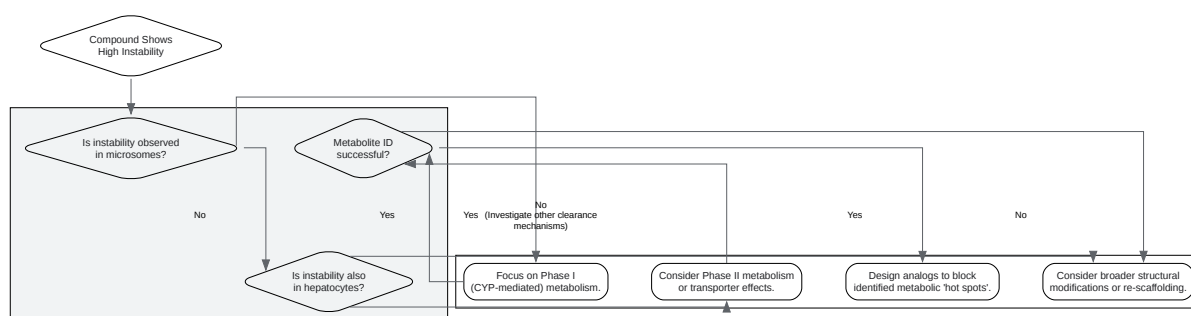 Compound Shows
High Instability
Is instability observed
in microsomes?
Metabolite ID
successful?
No
Yes
Yes
No
(Investigate other clearance
mechanisms)
Yes
No
Is instability also
in hepatocytes?
Focus on Phase I
(CYP-mediated) metabolism.
Consider Phase II metabolism
or transporter effects.
Design analogs to block
identified metabolic 'hot spots'.
Consider broader structural
modifications or re-scaffolding.